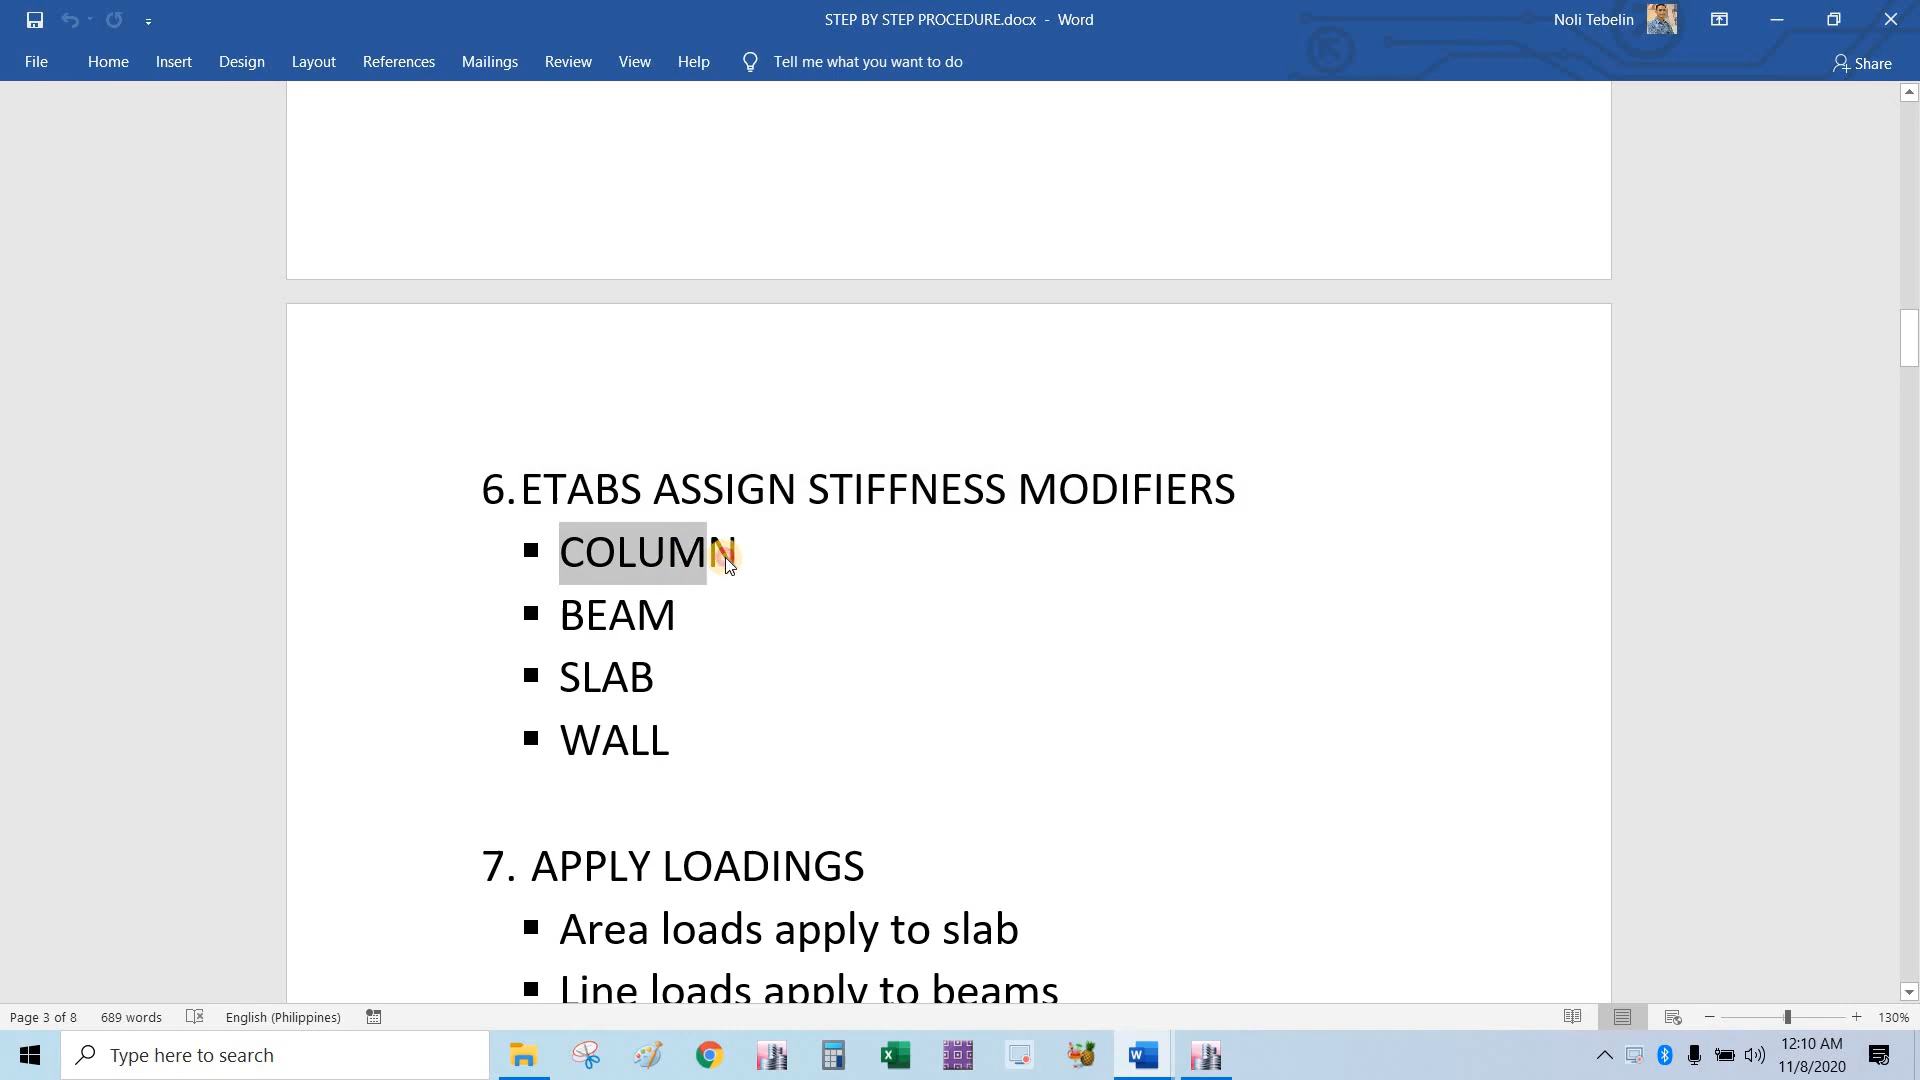 STEP BY STEP PROCEDURE.docx - Word
Noli Tebelin
File Home Insert Design Layout References Mailings Review View Help Tell me what you want to do
Share
6. ETABS ASSIGN STIFFNESS MODIFIERS
▪ COLUMN
▪ BEAM
▪ SLAB
▪ WALL
7. APPLY LOADINGS
▪ Area loads apply to slab
▪ Line loads apply to beams
Page 3 of 8 689 words English (Philippines) 130%
Type here to search
12:10 AM
11/8/2020